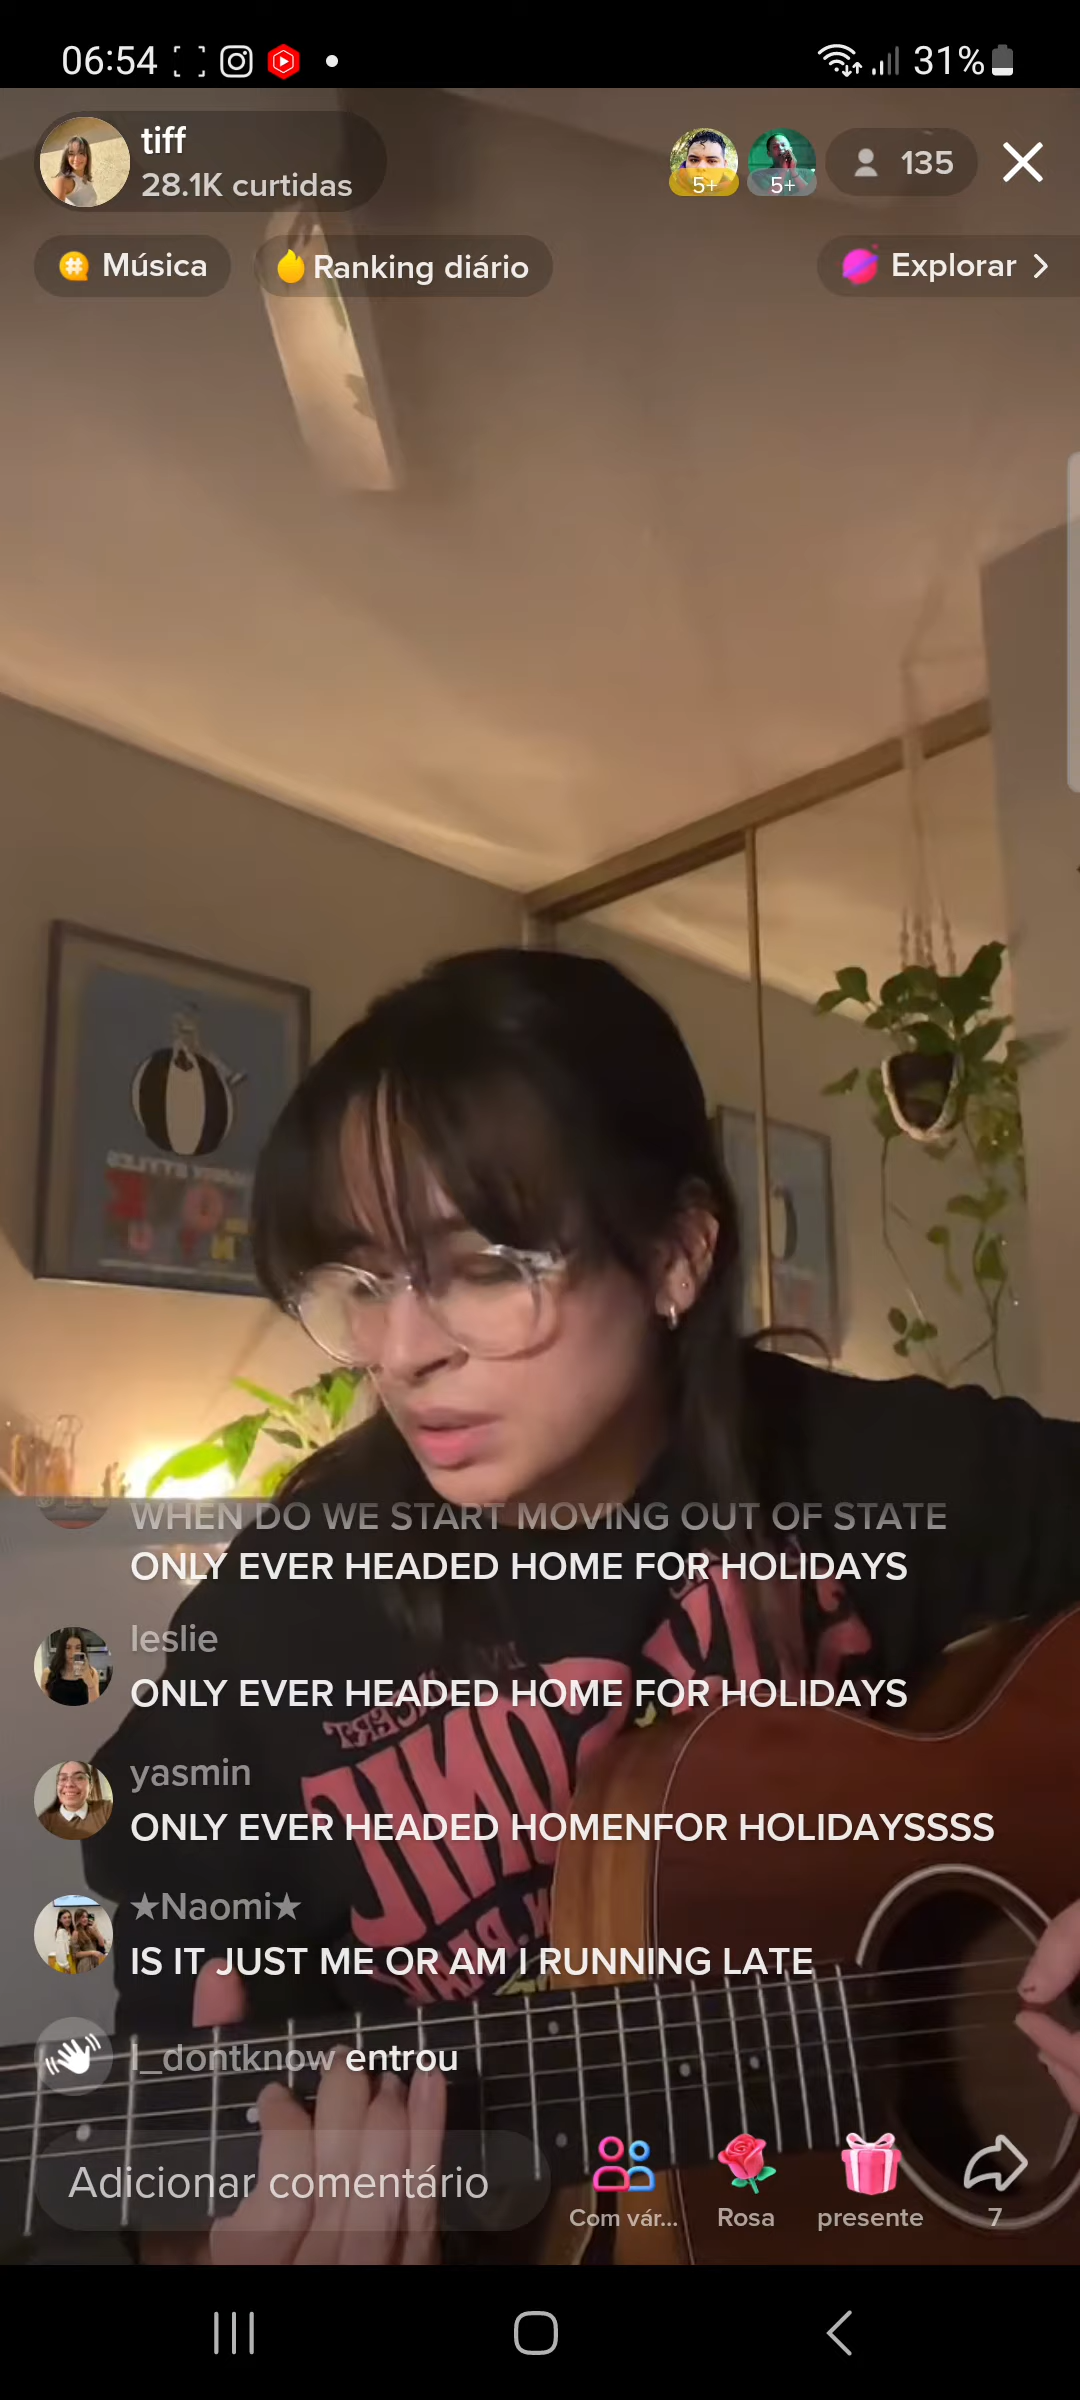 06:54
31%
tiff
28.1K curtidas
5+
5+
135
Música
Ranking diário
Explorar
WHEN DO WE START MOVING OUT OF STATE
ONLY EVER HEADED HOME FOR HOLIDAYS
leslie
ONLY EVER HEADED HOME FOR HOLIDAYS
yasmin
ONLY EVER HEADED HOMENFOR HOLIDAYSSSS
★Naomi★
IS IT JUST ME OR AM I RUNNING LATE
I_dontknow entrou
Adicionar comentário
Com vár...
Rosa
presente
7